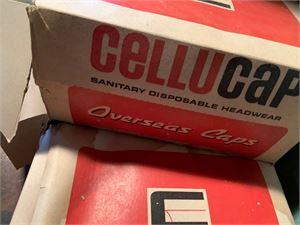 CELLUCAP
SANITARY DISPOSABLE HEADWEAR
Overseas Caps